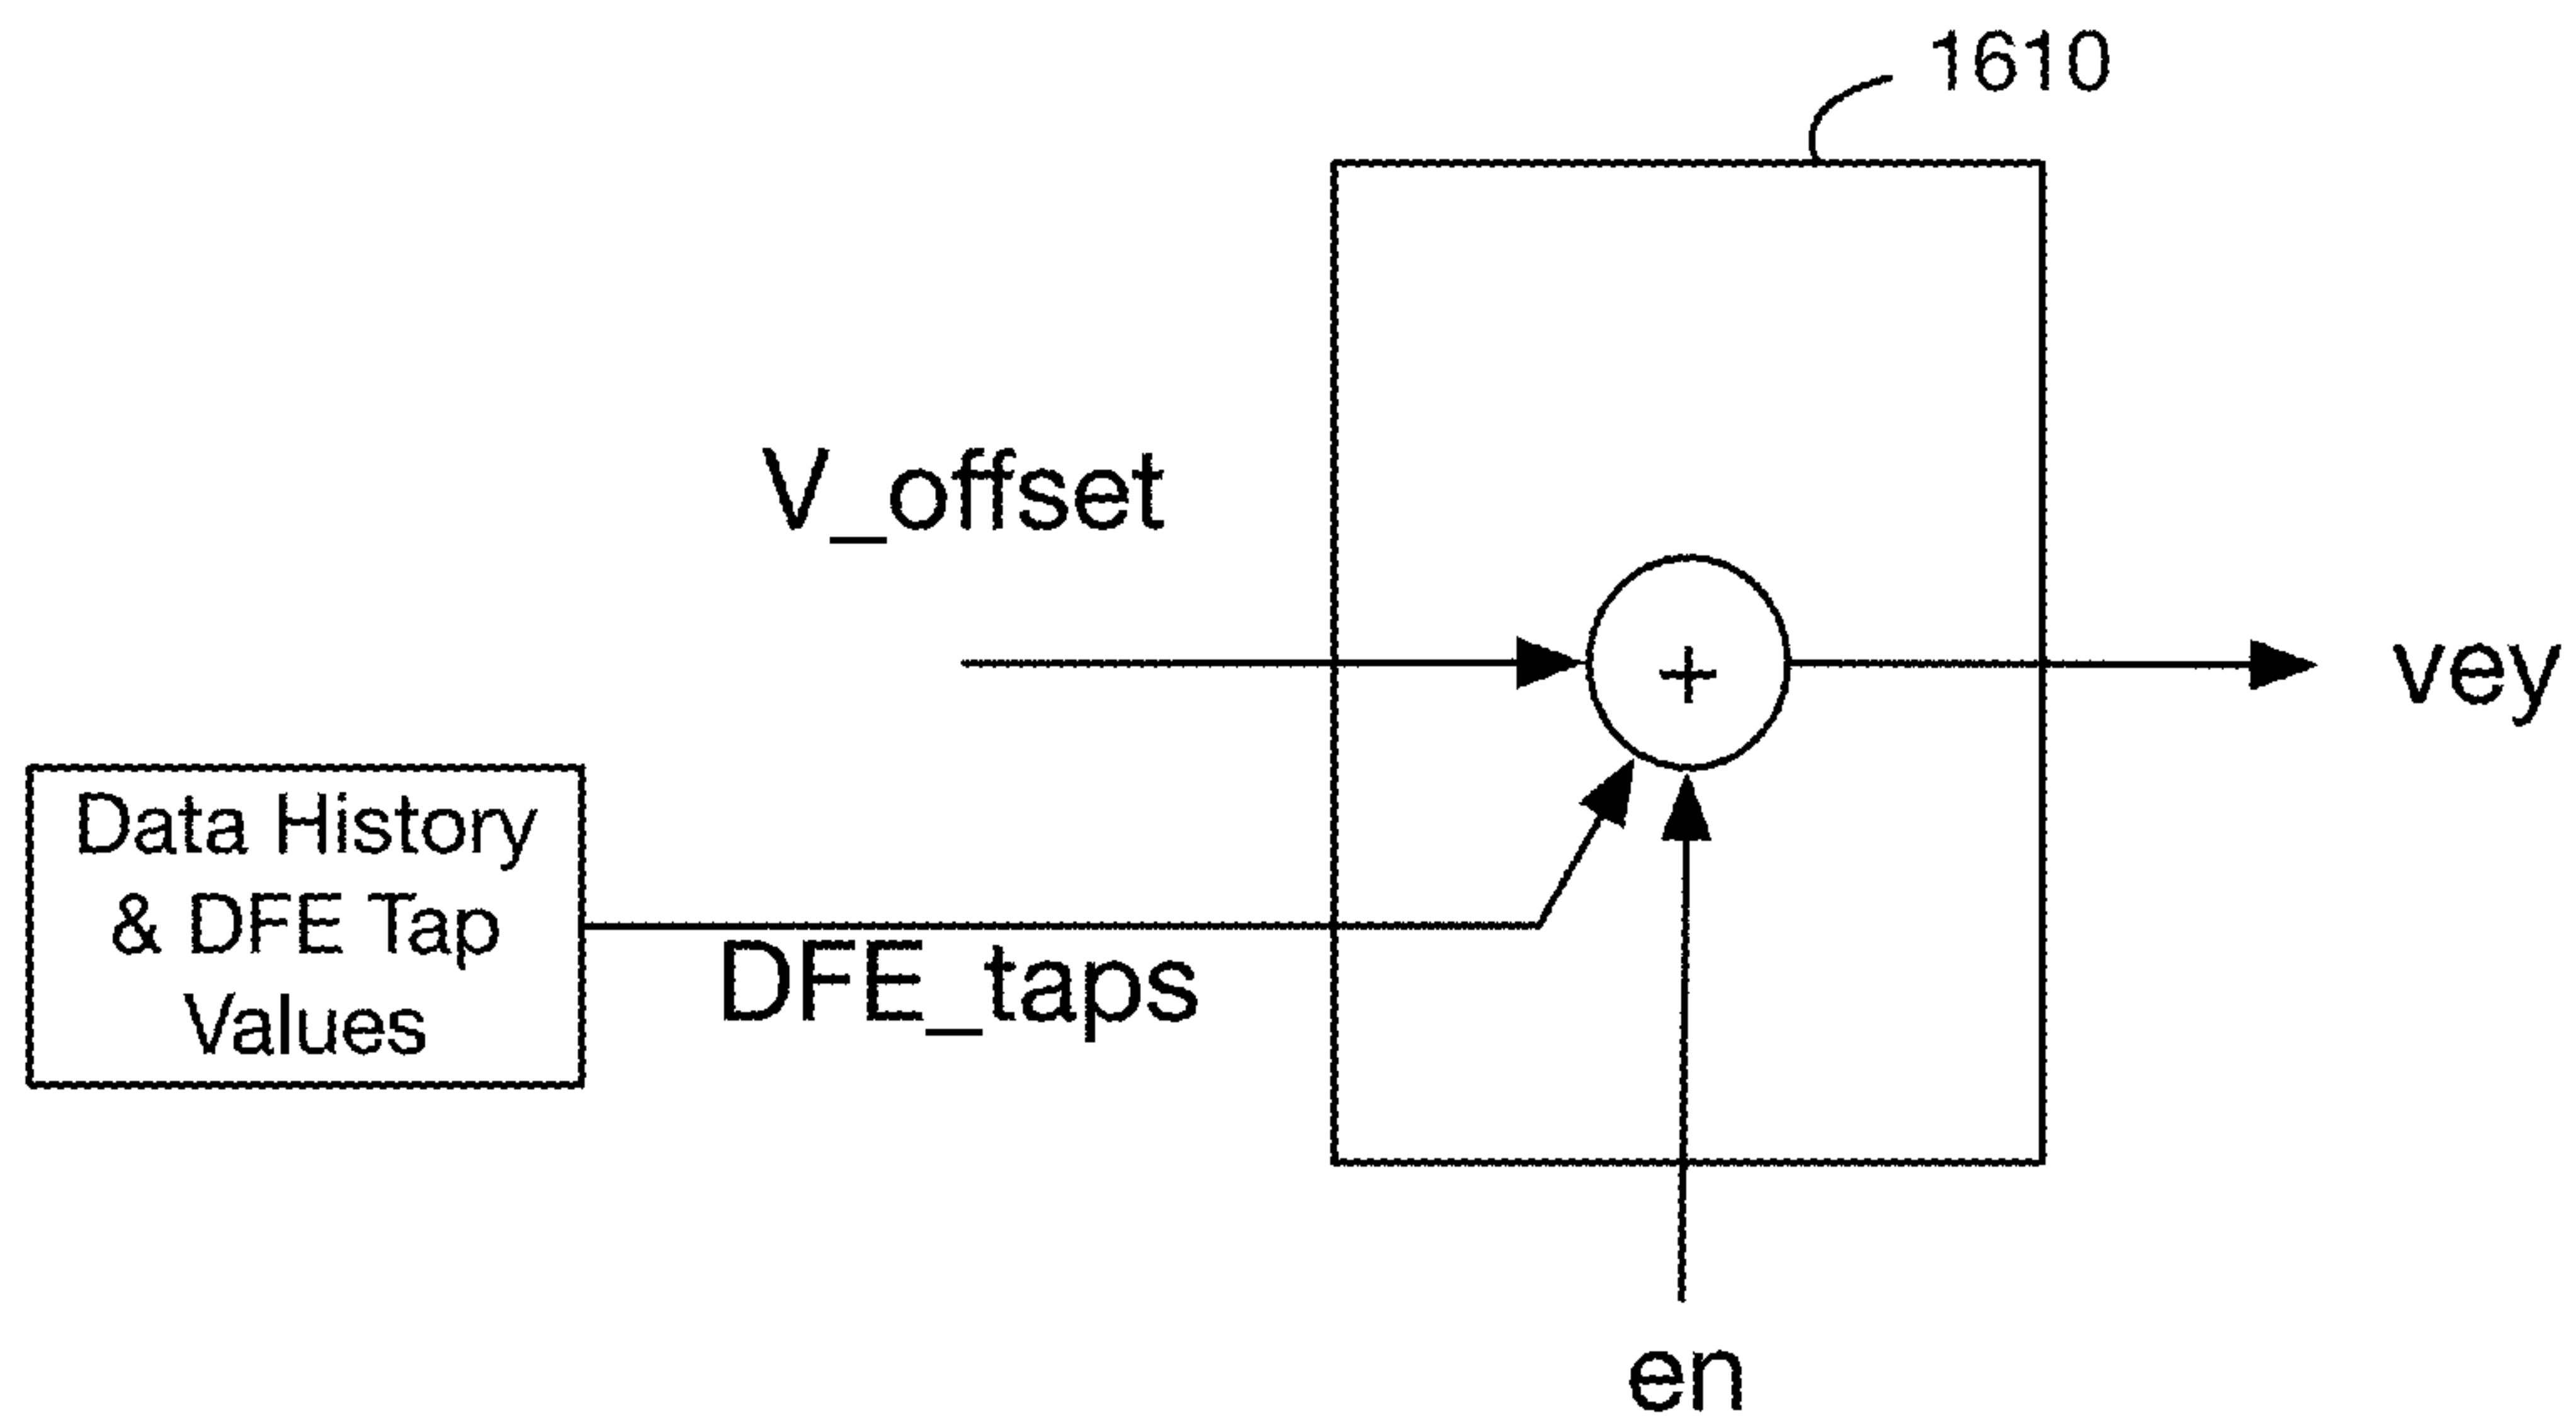 1610
V_offset
+
vey
Data History
& DFE Tap
Values
DFE_taps
en